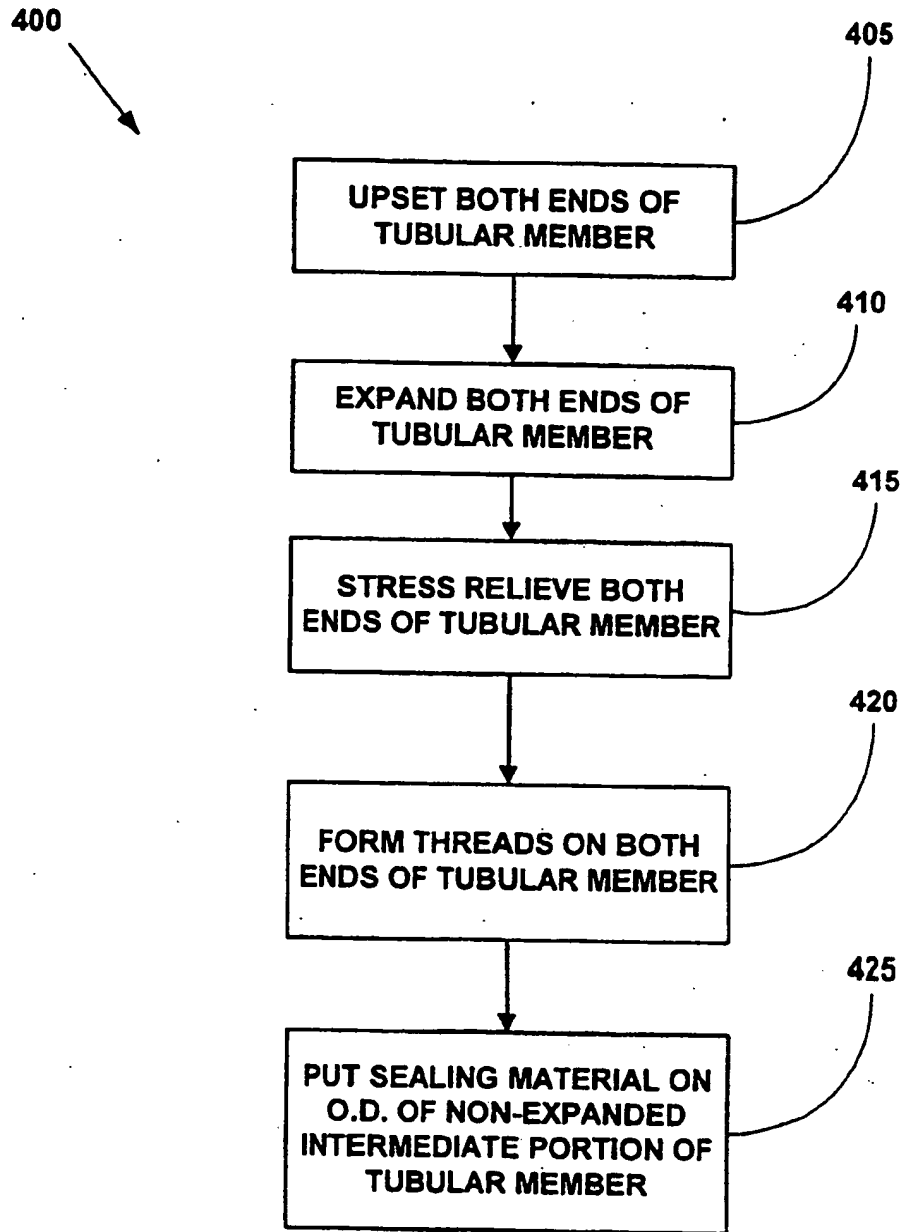 400
405
UPSET BOTH ENDS OF
TUBULAR MEMBER
410
EXPAND BOTH ENDS OF
TUBULAR MEMBER
415
STRESS RELIEVE BOTH
ENDS OF TUBULAR MEMBER
420
FORM THREADS ON BOTH
ENDS OF TUBULAR MEMBER
425
PUT SEALING MATERIAL ON
O.D. OF NON-EXPANDED
INTERMEDIATE PORTION OF
TUBULAR MEMBER